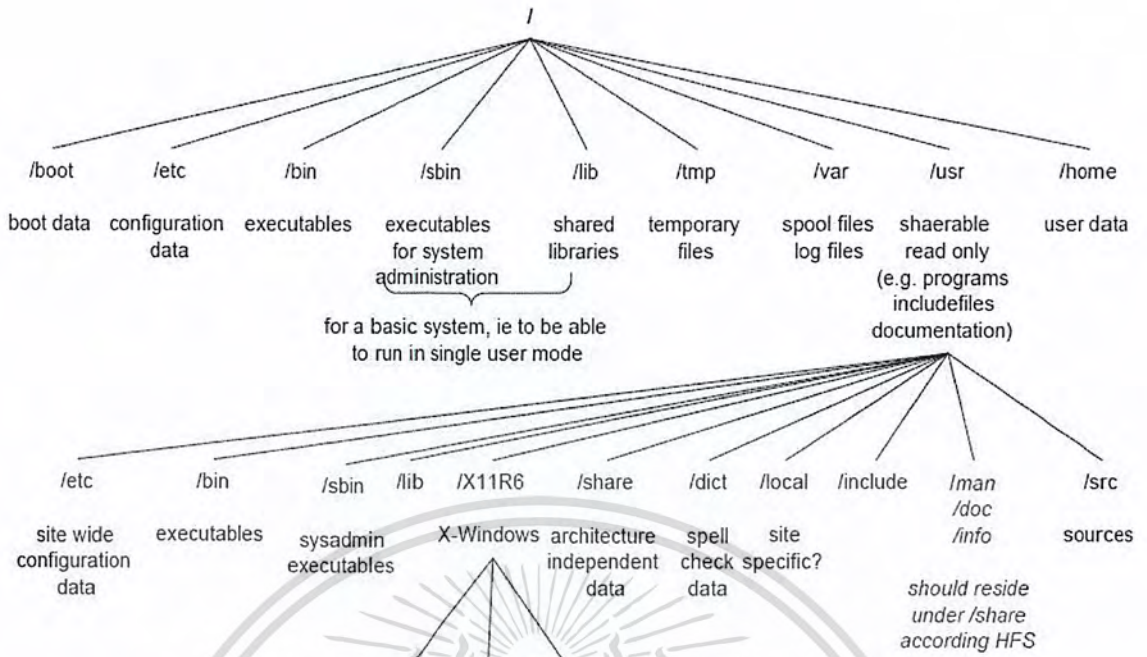 /
/boot
/etc
/bin
/sbin
/lib
/tmp
/var
/usr
/home
boot data
configuration
data
executables
executables
for system
administration
shared
libraries
temporary
files
spool files
log files
shaerable
read only
(e.g. programs
includefiles
documentation)
user data
for a basic system, ie to be able
to run in single user mode
/etc
/bin
/sbin
/lib
/X11R6
/share
/dict
/local
/include
/man
/doc
/info
/src
site wide
configuration
data
executables
sysadmin
executables
X-Windows
architecture
independent
data
spell
check
data
site
specific?
sources
should reside
under /share
according HFS